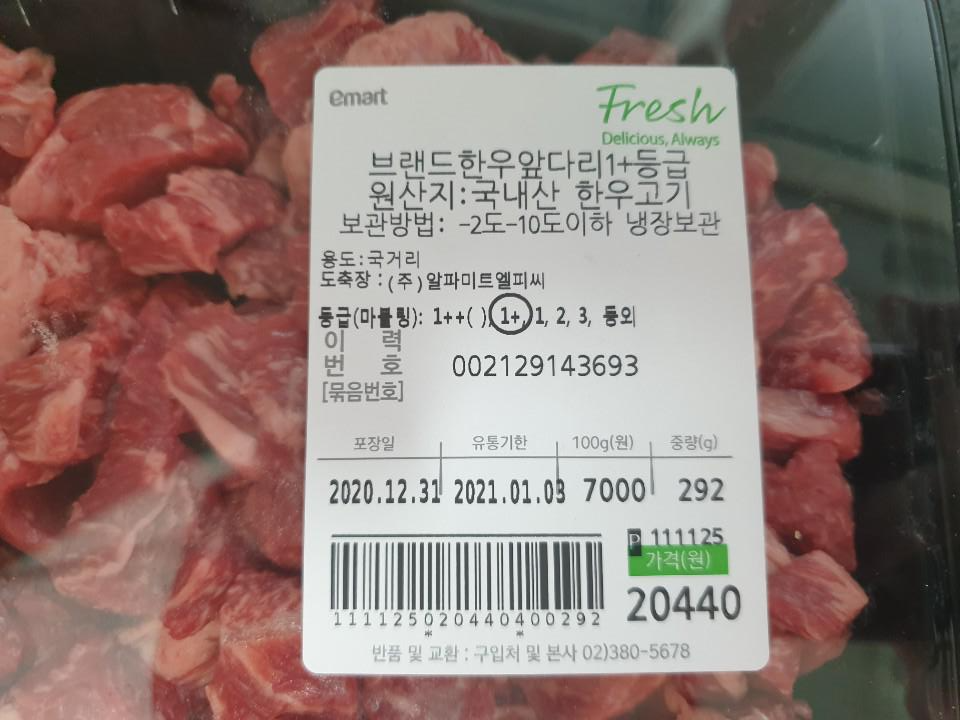 emart
Fresh
Delicious, Always
브랜드한우앞다리1+등급
원산지:국내산 한우고기
보관방법: -2도-10도이하 냉장보관
용도:국거리
도축장:(주)알파미트엘피씨
등급(마블링): 1++( ), 1+, 1, 2, 3, 등외
이 력
번 호 002129143693
[묶음번호]
포장일 유통기한 100g(원) 중량(g)
2020.12.31 2021.01.03 7000 292
P 111125
가격(원)
20440
111125020440400292
* *
반품 및 교환 : 구입처 및 본사 02)380-5678